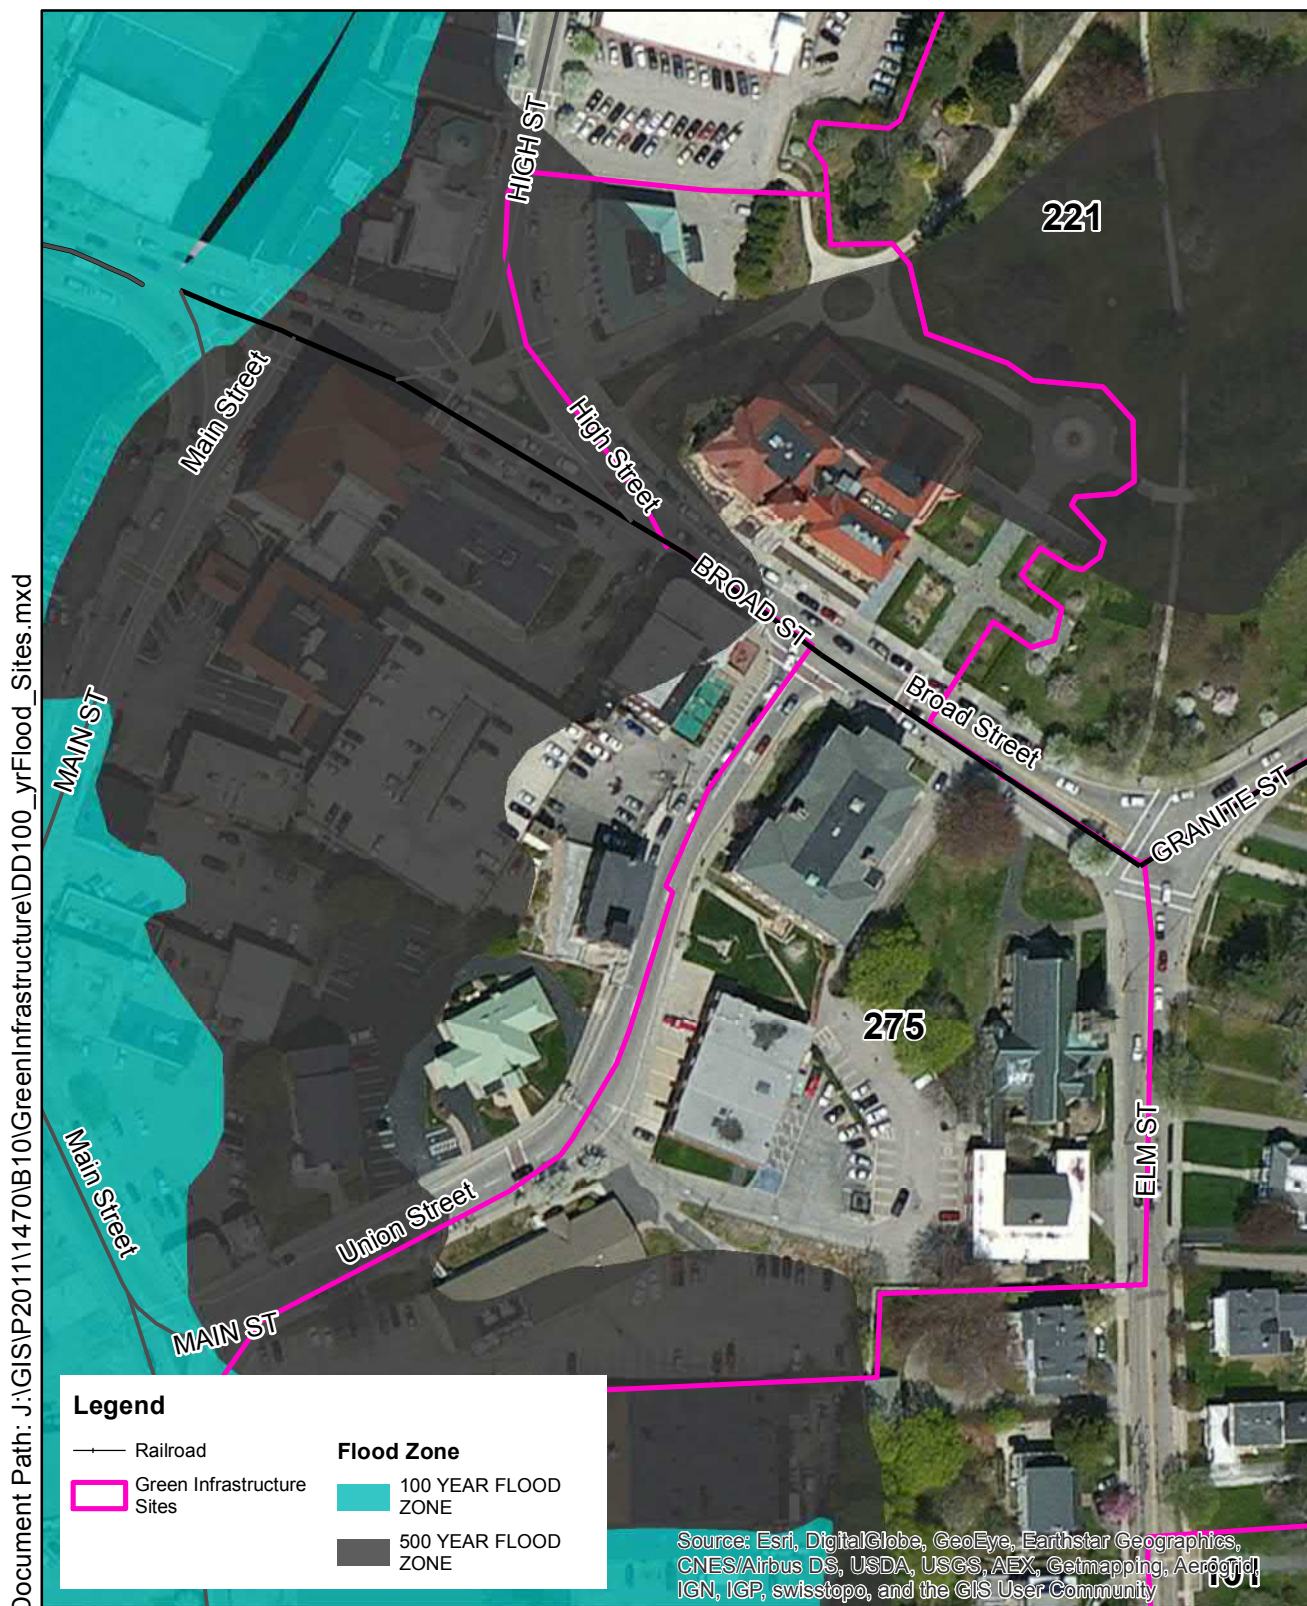 Document Path: J:\GIS\P2011\1470\B10\GreenInfrastructure\DD100_yrFlood_Sites.mxd
HIGH ST
221
Main Street
High Street
BROAD ST
Broad Street
MAIN ST
GRANITE ST
275
ELM ST
Main Street
Union Street
MAIN ST
Legend
Railroad
Green Infrastructure
Sites
Flood Zone
100 YEAR FLOOD
ZONE
500 YEAR FLOOD
ZONE
Source: Esri, DigitalGlobe, GeoEye, Earthstar Geographics,
CNES/Airbus DS, USDA, USGS, AEX, Getmapping, Aerogrid,
IGN, IGP, swisstopo, and the GIS User Community